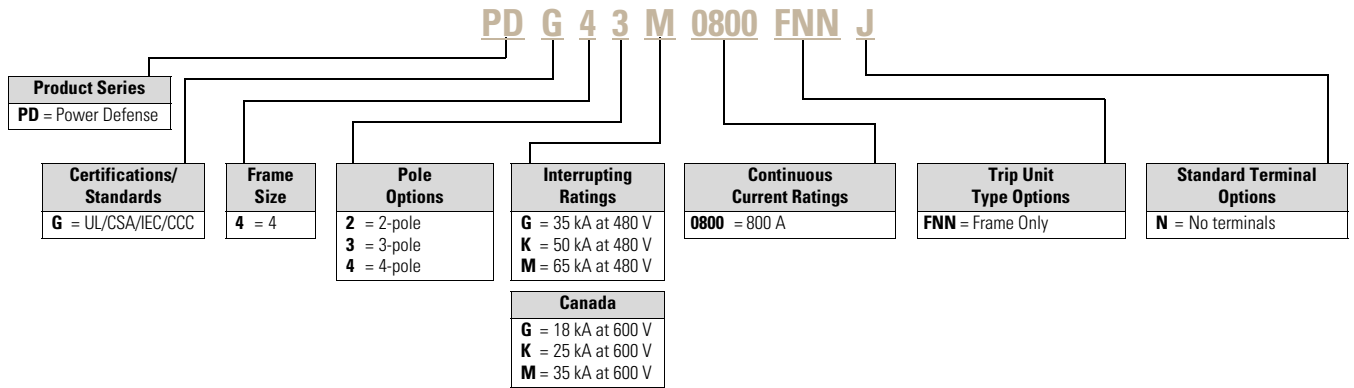 PD G 4 3 M 0800 FNN J
Product Series
PD = Power Defense
Certifications/
Standards
G = UL/CSA/IEC/CCC
Frame
Size
4 = 4
Pole
Options
2 = 2-pole
3 = 3-pole
4 = 4-pole
Interrupting
Ratings
G = 35 kA at 480 V
K = 50 kA at 480 V
M = 65 kA at 480 V
Canada
G = 18 kA at 600 V
K = 25 kA at 600 V
M = 35 kA at 600 V
Continuous
Current Ratings
0800 = 800 A
Trip Unit
Type Options
FNN = Frame Only
Standard Terminal
Options
N = No terminals